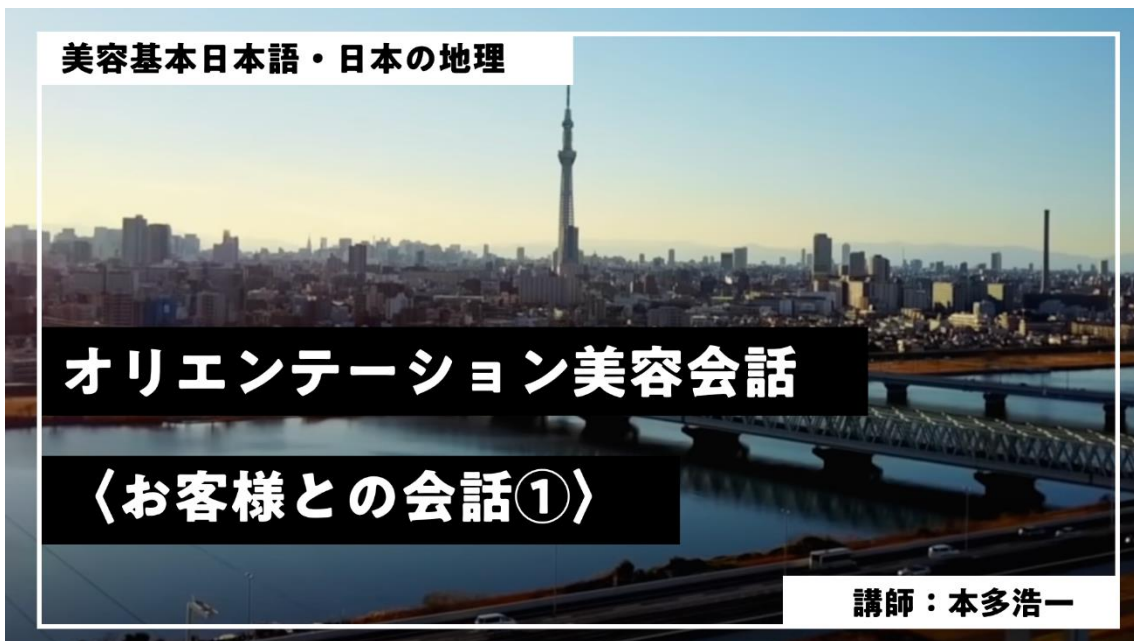 美容基本日本語・日本の地理
オリエンテーション美容会話
〈お客様との会話①〉
講師：本多浩一